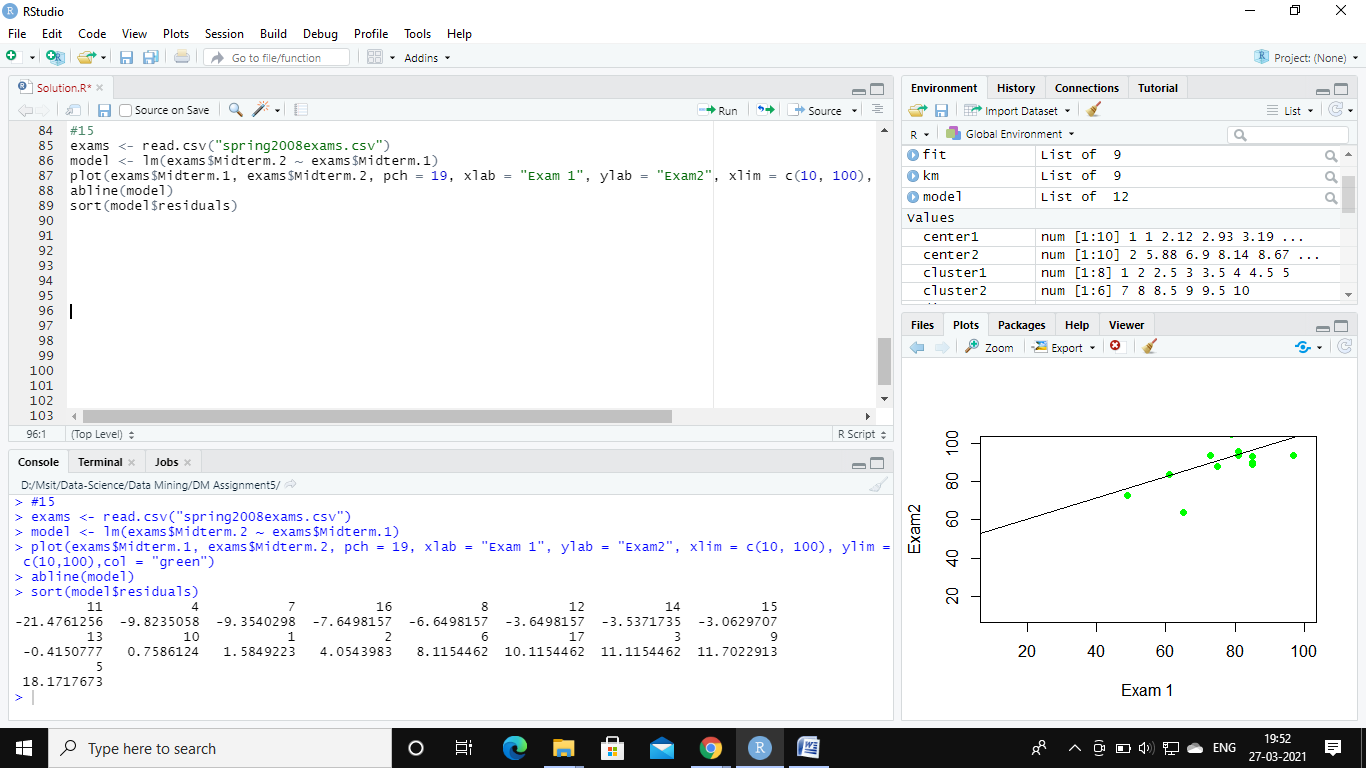 RStudio
File Edit Code View Plots Session Build Debug Profile Tools Help
Go to file/function Addins Project: (None)
Solution.R*
Source on Save Run Source
84 #15
85 exams <- read.csv("spring2008exams.csv")
86 model <- lm(exams$Midterm.2 ~ exams$Midterm.1)
87 plot(exams$Midterm.1, exams$Midterm.2, pch = 19, xlab = "Exam 1", ylab = "Exam2", xlim = c(10, 100),
88 abline(model)
89 sort(model$residuals)
90
91
92
93
94
95
96
97
98
99
100
101
102
103
96:1 (Top Level) R Script
Console Terminal Jobs
D:/Msit/Data-Science/Data Mining/DM Assignment5/
> #15
> exams <- read.csv("spring2008exams.csv")
> model <- lm(exams$Midterm.2 ~ exams$Midterm.1)
> plot(exams$Midterm.1, exams$Midterm.2, pch = 19, xlab = "Exam 1", ylab = "Exam2", xlim = c(10, 100), ylim =
c(10,100),col = "green")
> abline(model)
> sort(model$residuals)
11 4 7 16 8 12 14 15
-21.4761256 -9.8235058 -9.3540298 -7.6498157 -6.6498157 -3.6498157 -3.5371735 -3.0629707
13 10 1 2 6 17 3 9
-0.4150777 0.7586124 1.5849223 4.0543983 8.1154462 10.1154462 11.1154462 11.7022913
5
18.1717673
>
Environment History Connections Tutorial
Import Dataset List
R Global Environment
fit List of 9
km List of 9
model List of 12
Values
center1 num [1:10] 1 1 2.12 2.93 3.19 ...
center2 num [1:10] 2 5.88 6.9 8.14 8.67 ...
cluster1 num [1:8] 1 2 2.5 3 3.5 4 4.5 5
cluster2 num [1:6] 7 8 8.5 9 9.5 10
Files Plots Packages Help Viewer
Zoom Export
100
80
60
40
20
Exam2
20 40 60 80 100
Exam 1
Type here to search
ENG
19:52
27-03-2021